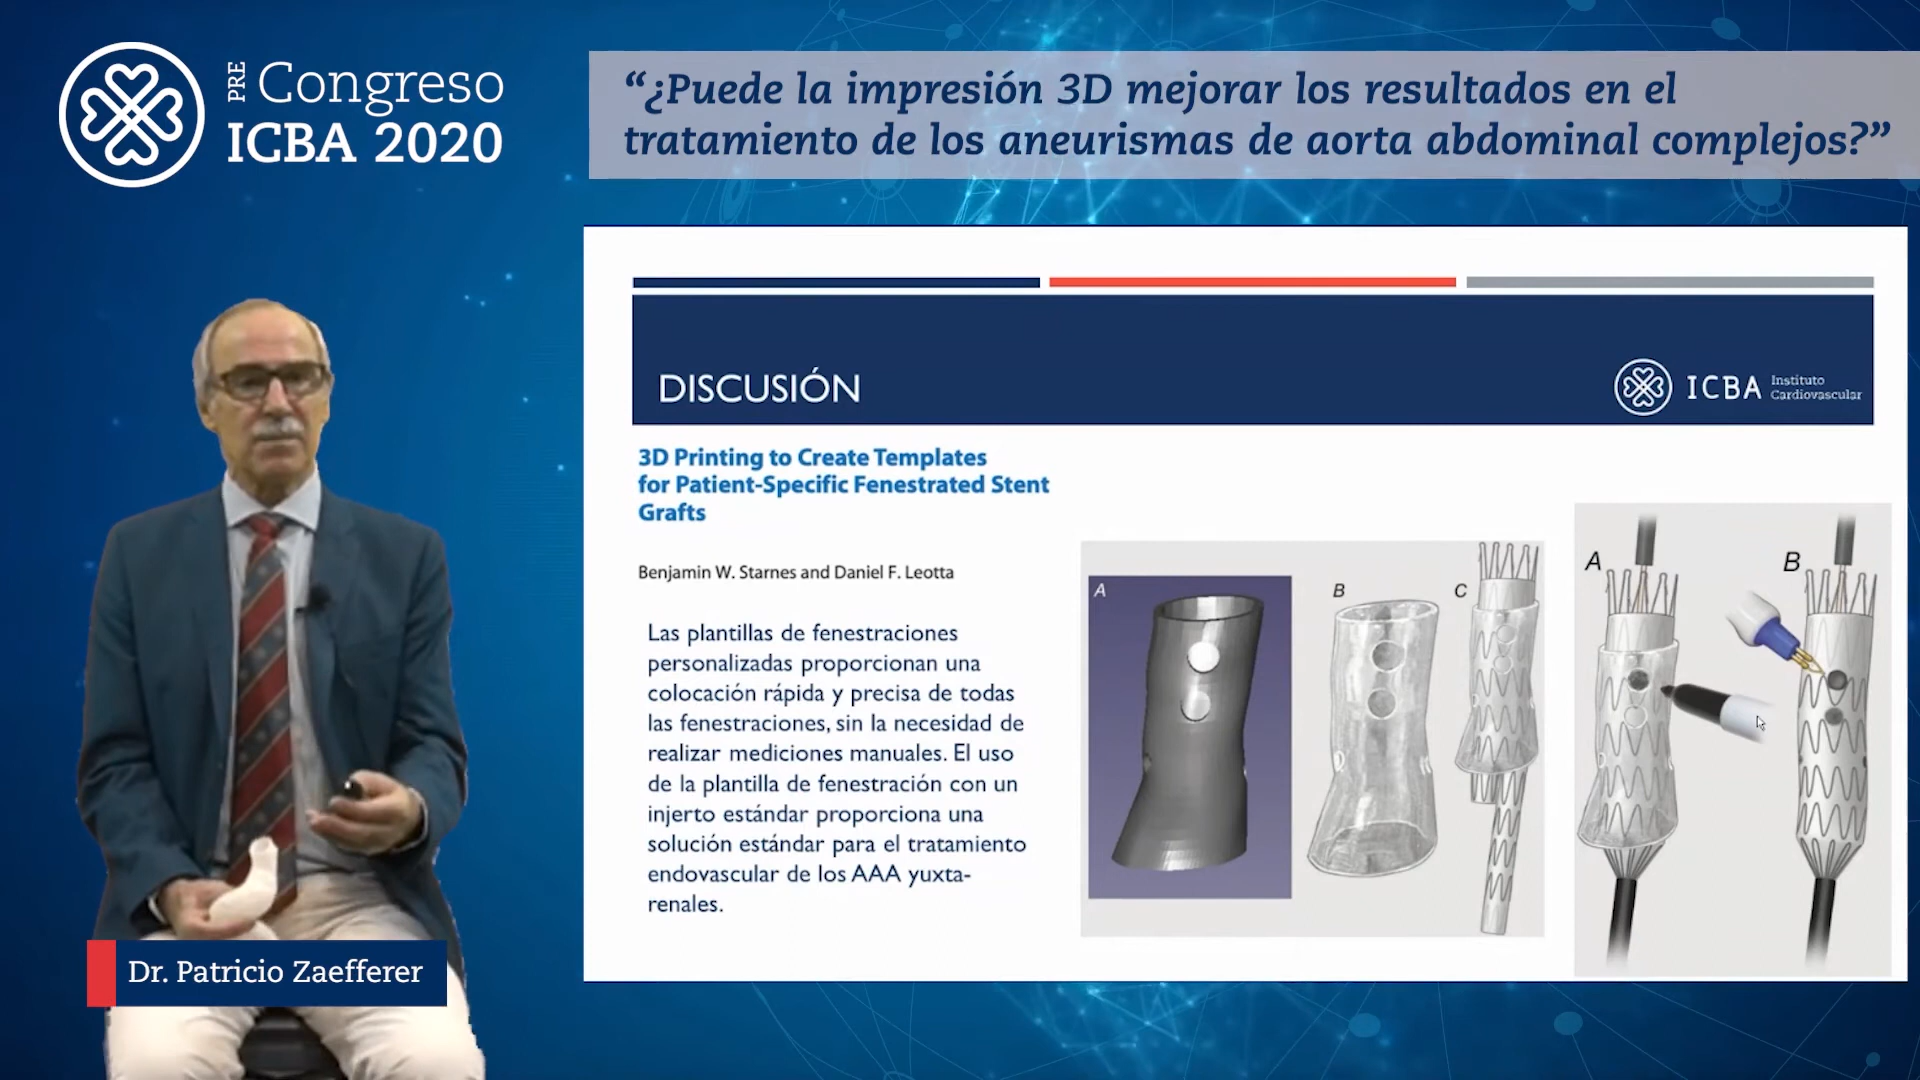 PRE
Congreso
ICBA 2020
“¿Puede la impresión 3D mejorar los resultados en el
tratamiento de los aneurismas de aorta abdominal complejos?”
DISCUSIÓN
ICBA Instituto
Cardiovascular
3D Printing to Create Templates
for Patient-Specific Fenestrated Stent
Grafts
Benjamin W. Starnes and Daniel F. Leotta
Las plantillas de fenestraciones
personalizadas proporcionan una
colocación rápida y precisa de todas
las fenestraciones, sin la necesidad de
realizar mediciones manuales. El uso
de la plantilla de fenestración con un
injerto estándar proporciona una
solución estándar para el tratamiento
endovascular de los AAA yuxta-
renales.
A
B
C
A
B
Dr. Patricio Zaefferer